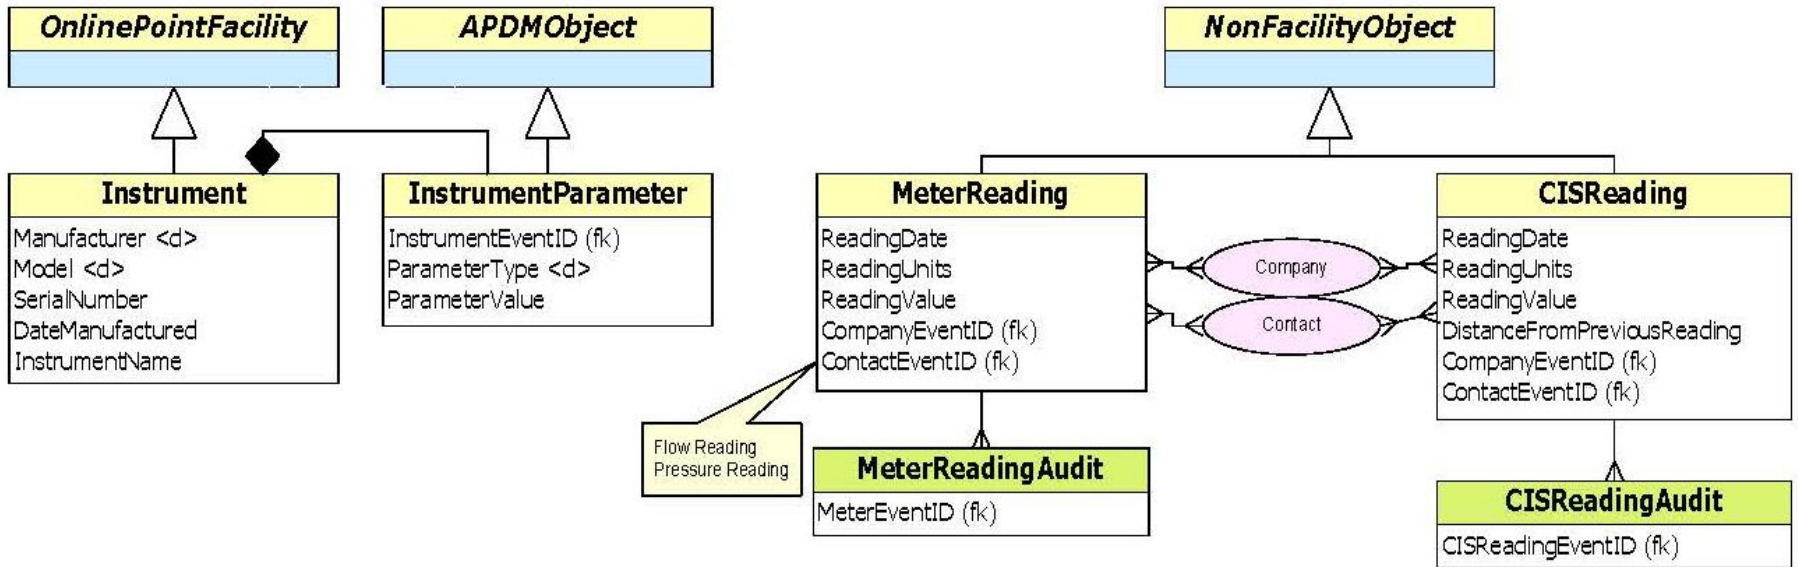 OnlinePointFacility
APDMObject
NonFacilityObject
Instrument
Manufacturer <d>
Model <d>
SerialNumber
DateManufactured
InstrumentName
InstrumentParameter
InstrumentEventID (fk)
ParameterType <d>
ParameterValue
MeterReading
ReadingDate
ReadingUnits
ReadingValue
CompanyEventID (fk)
ContactEventID (fk)
Company
Contact
CISReading
ReadingDate
ReadingUnits
ReadingValue
DistanceFromPreviousReading
CompanyEventID (fk)
ContactEventID (fk)
Flow Reading
Pressure Reading
MeterReadingAudit
MeterEventID (fk)
CISReadingAudit
CISReadingEventID (fk)